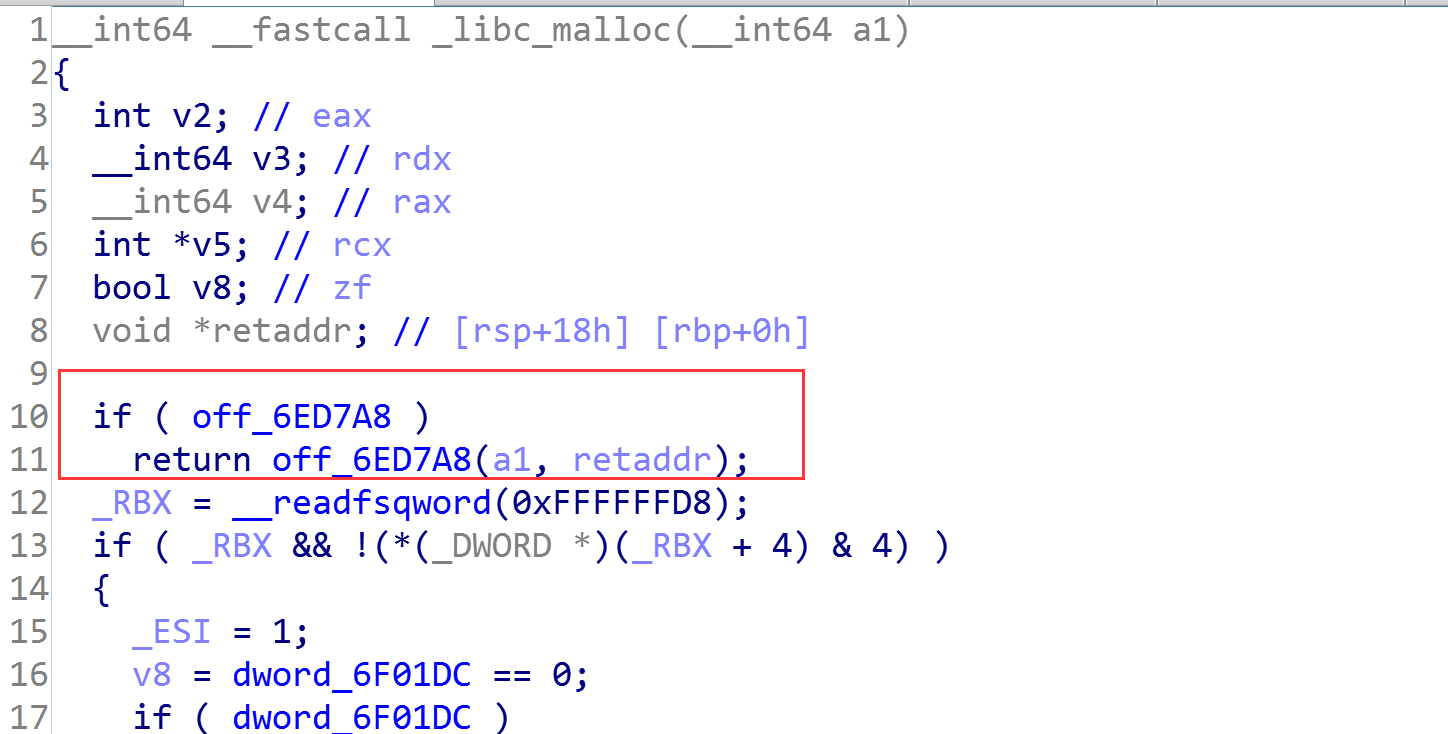 1 __int64 __fastcall _libc_malloc(__int64 a1)
2 {
3   int v2; // eax
4   __int64 v3; // rdx
5   __int64 v4; // rax
6   int *v5; // rcx
7   bool v8; // zf
8   void *retaddr; // [rsp+18h] [rbp+0h]
9
10   if ( off_6ED7A8 )
11     return off_6ED7A8(a1, retaddr);
12   _RBX = __readfsqword(0xFFFFFFD8);
13   if ( _RBX && !(*(_DWORD *)(_RBX + 4) & 4) )
14   {
15     _ESI = 1;
16     v8 = dword_6F01DC == 0;
17     if ( dword_6F01DC )